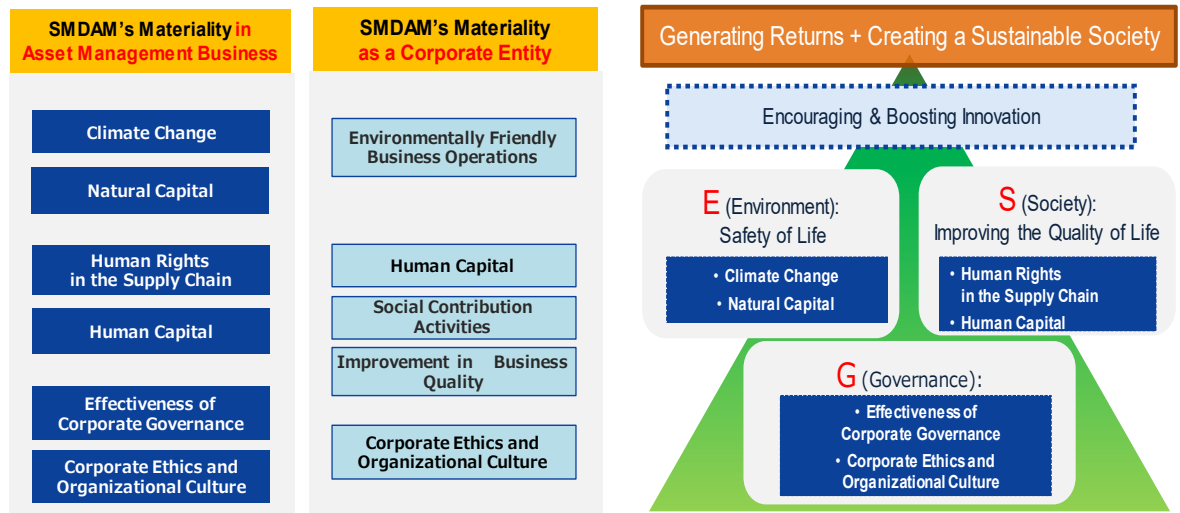 SMDAM's Materiality in
Asset Management Business
Climate Change
Natural Capital
Human Rights
in the Supply Chain
Human Capital
Effectiveness of
Corporate Governance
Corporate Ethics and
Organizational Culture
SMDAM's Materiality
as a Corporate Entity
Environmentally Friendly
Business Operations
Human Capital
Social Contribution
Activities
Improvement in Business
Quality
Corporate Ethics and
Organizational Culture
Generating Returns + Creating a Sustainable Society
Encouraging & Boosting Innovation
E (Environment):
Safety of Life
• Climate Change
• Natural Capital
S (Society):
Improving the Quality of Life
• Human Rights
in the Supply Chain
• Human Capital
G (Governance):
• Effectiveness of
Corporate Governance
• Corporate Ethics and
Organizational Culture